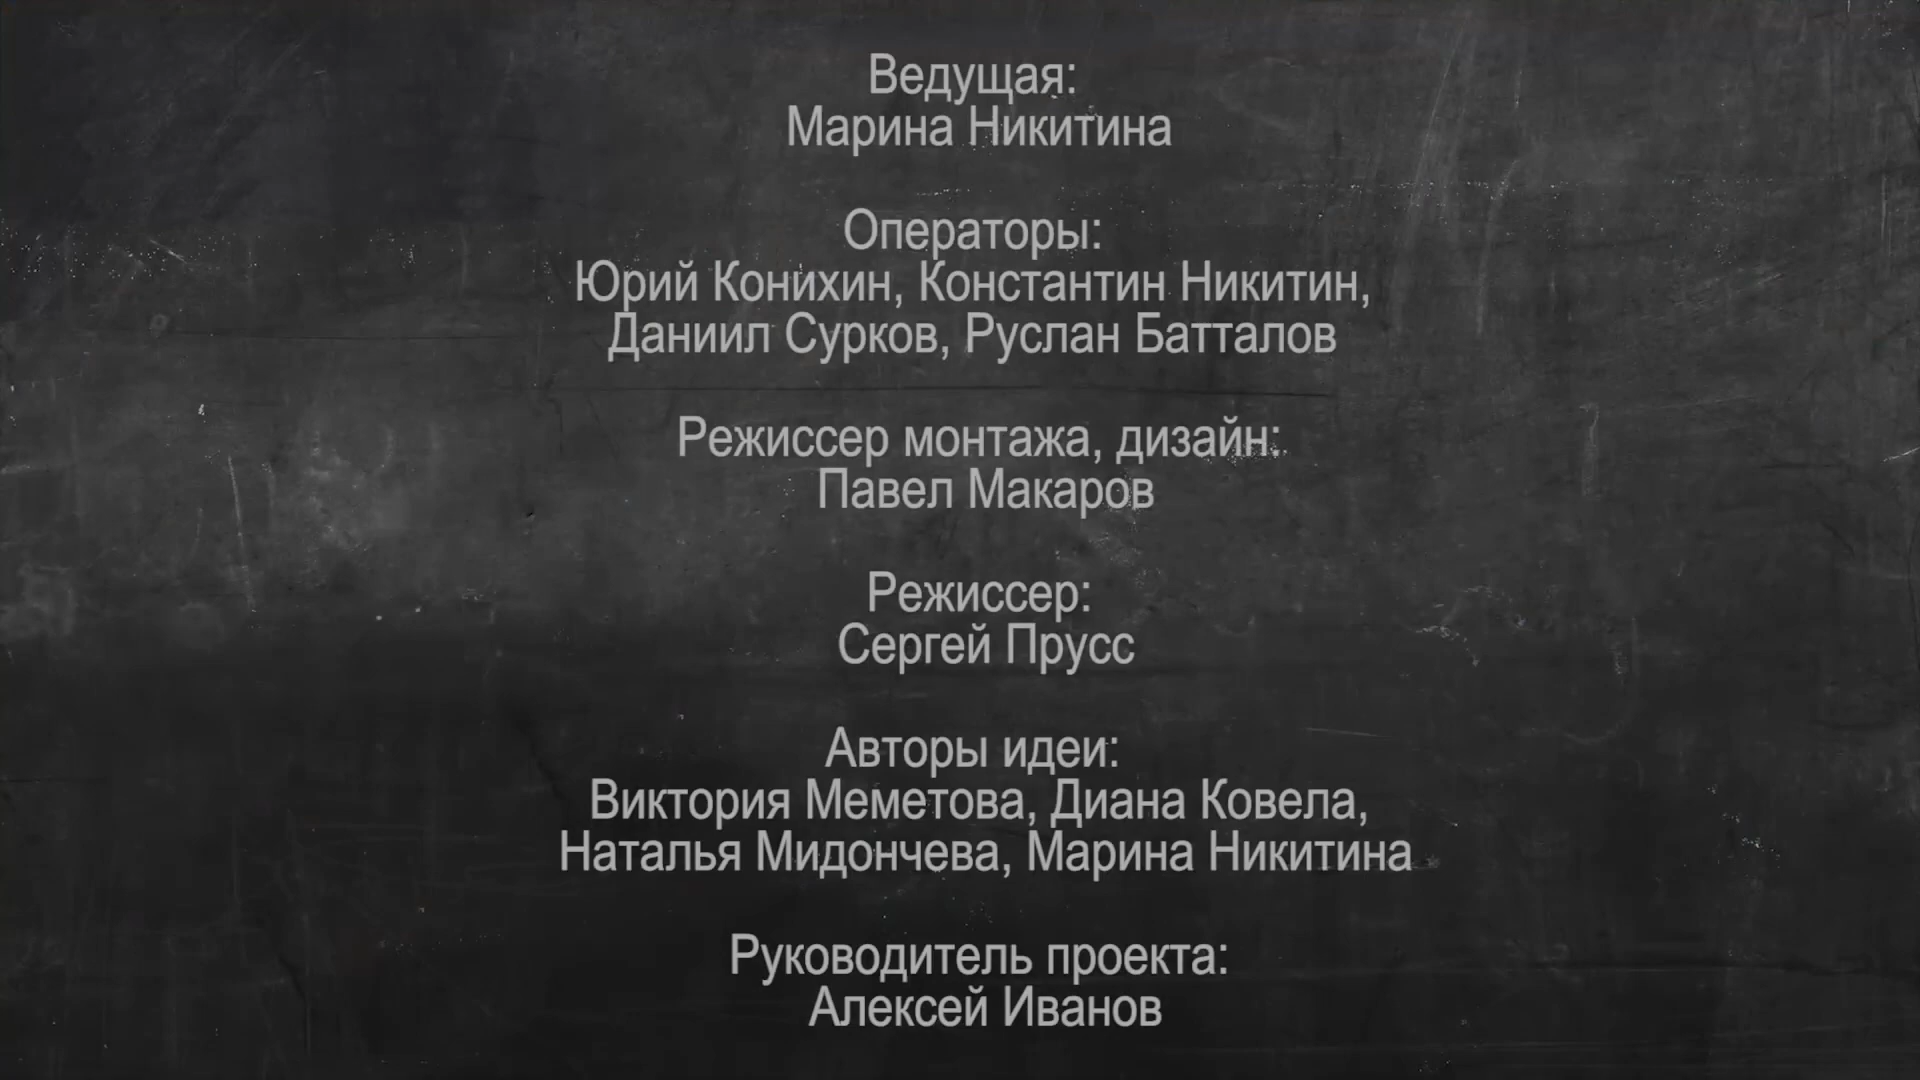 Ведущая:
Марина Никитина
Операторы:
Юрий Конихин, Константин Никитин,
Даниил Сурков, Руслан Батталов
Режиссер монтажа, дизайн:
Павел Макаров
Режиссер:
Сергей Прусс
Авторы идеи:
Виктория Меметова, Диана Ковела,
Наталья Мидончева, Марина Никитина
Руководитель проекта:
Алексей Иванов